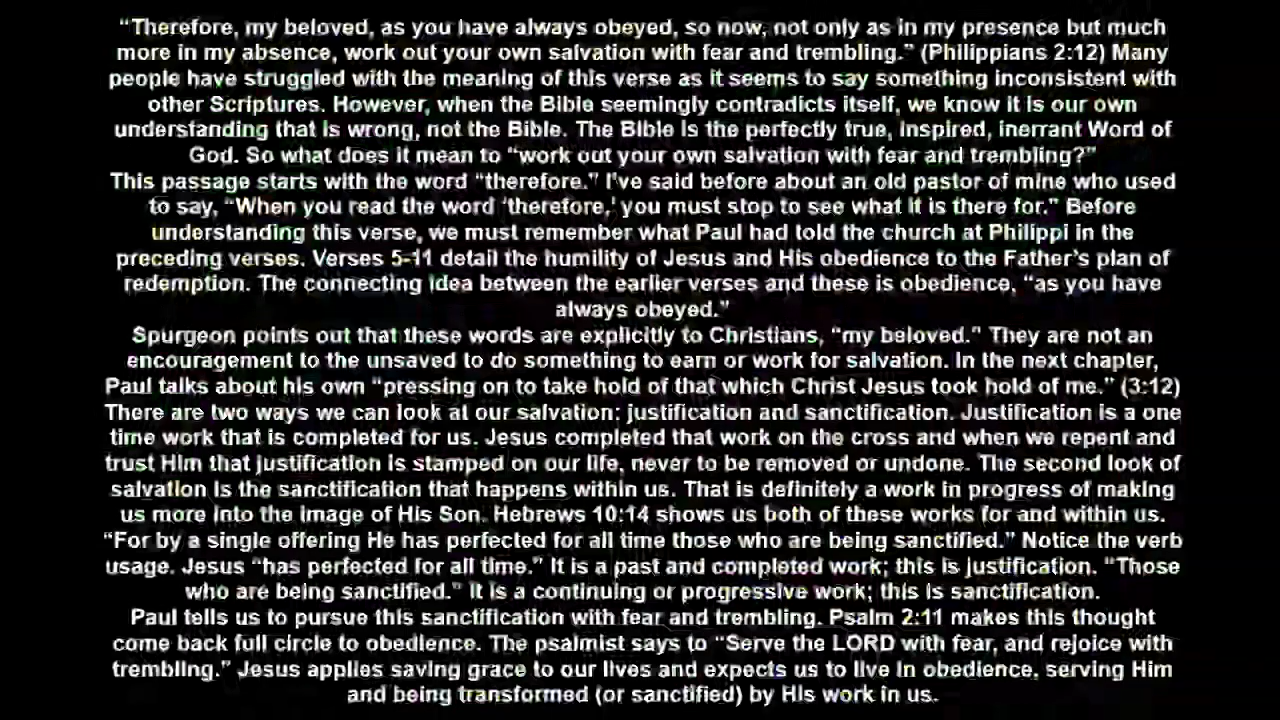 “Therefore, my beloved, as you have always obeyed, so now, not only as in my presence but much
more in my absence, work out your own salvation with fear and trembling.” (Philippians 2:12) Many
people have struggled with the meaning of this verse as it seems to say something inconsistent with
other Scriptures. However, when the Bible seemingly contradicts itself, we know it is our own
understanding that is wrong, not the Bible. The Bible is the perfectly true, inspired, inerrant Word of
God. So what does it mean to “work out your own salvation with fear and trembling?”
This passage starts with the word “therefore.” I’ve said before about an old pastor of mine who used
to say, “When you read the word ‘therefore,’ you must stop to see what it is there for.” Before
understanding this verse, we must remember what Paul had told the church at Philippi in the
preceding verses. Verses 5-11 detail the humility of Jesus and His obedience to the Father’s plan of
redemption. The connecting idea between the earlier verses and these is obedience, “as you have
always obeyed.”
Spurgeon points out that these words are explicitly to Christians, “my beloved.” They are not an
encouragement to the unsaved to do something to earn or work for salvation. In the next chapter,
Paul talks about his own “pressing on to take hold of that which Christ Jesus took hold of me.” (3:12)
There are two ways we can look at our salvation; justification and sanctification. Justification is a one
time work that is completed for us. Jesus completed that work on the cross and when we repent and
trust Him that justification is stamped on our life, never to be removed or undone. The second look of
salvation is the sanctification that happens within us. That is definitely a work in progress of making
us more into the image of His Son. Hebrews 10:14 shows us both of these works for and within us.
“For by a single offering He has perfected for all time those who are being sanctified.” Notice the verb
usage. Jesus “has perfected for all time.” It is a past and completed work; this is justification. “Those
who are being sanctified.” It is a continuing or progressive work; this is sanctification.
Paul tells us to pursue this sanctification with fear and trembling. Psalm 2:11 makes this thought
come back full circle to obedience. The psalmist says to “Serve the LORD with fear, and rejoice with
trembling.” Jesus applies saving grace to our lives and expects us to live in obedience, serving Him
and being transformed (or sanctified) by His work in us.